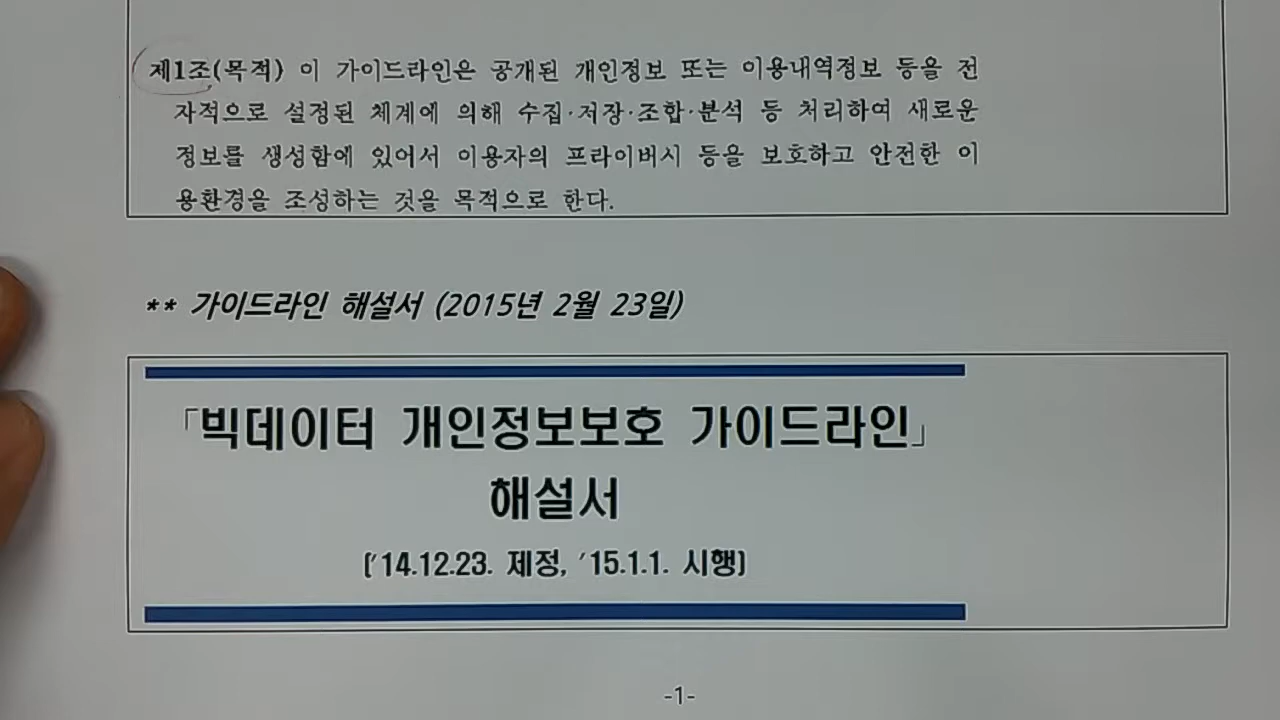 제1조(목적) 이 가이드라인은 공개된 개인정보 또는 이용내역정보 등을 전
자적으로 설정된 체계에 의해 수집·저장·조합·분석 등 처리하여 새로운
정보를 생성함에 있어서 이용자의 프라이버시 등을 보호하고 안전한 이
용환경을 조성하는 것을 목적으로 한다.
** 가이드라인 해설서 (2015년 2월 23일)
「빅데이터 개인정보보호 가이드라인」
해설서
('14.12.23. 제정, '15.1.1. 시행)
-1-